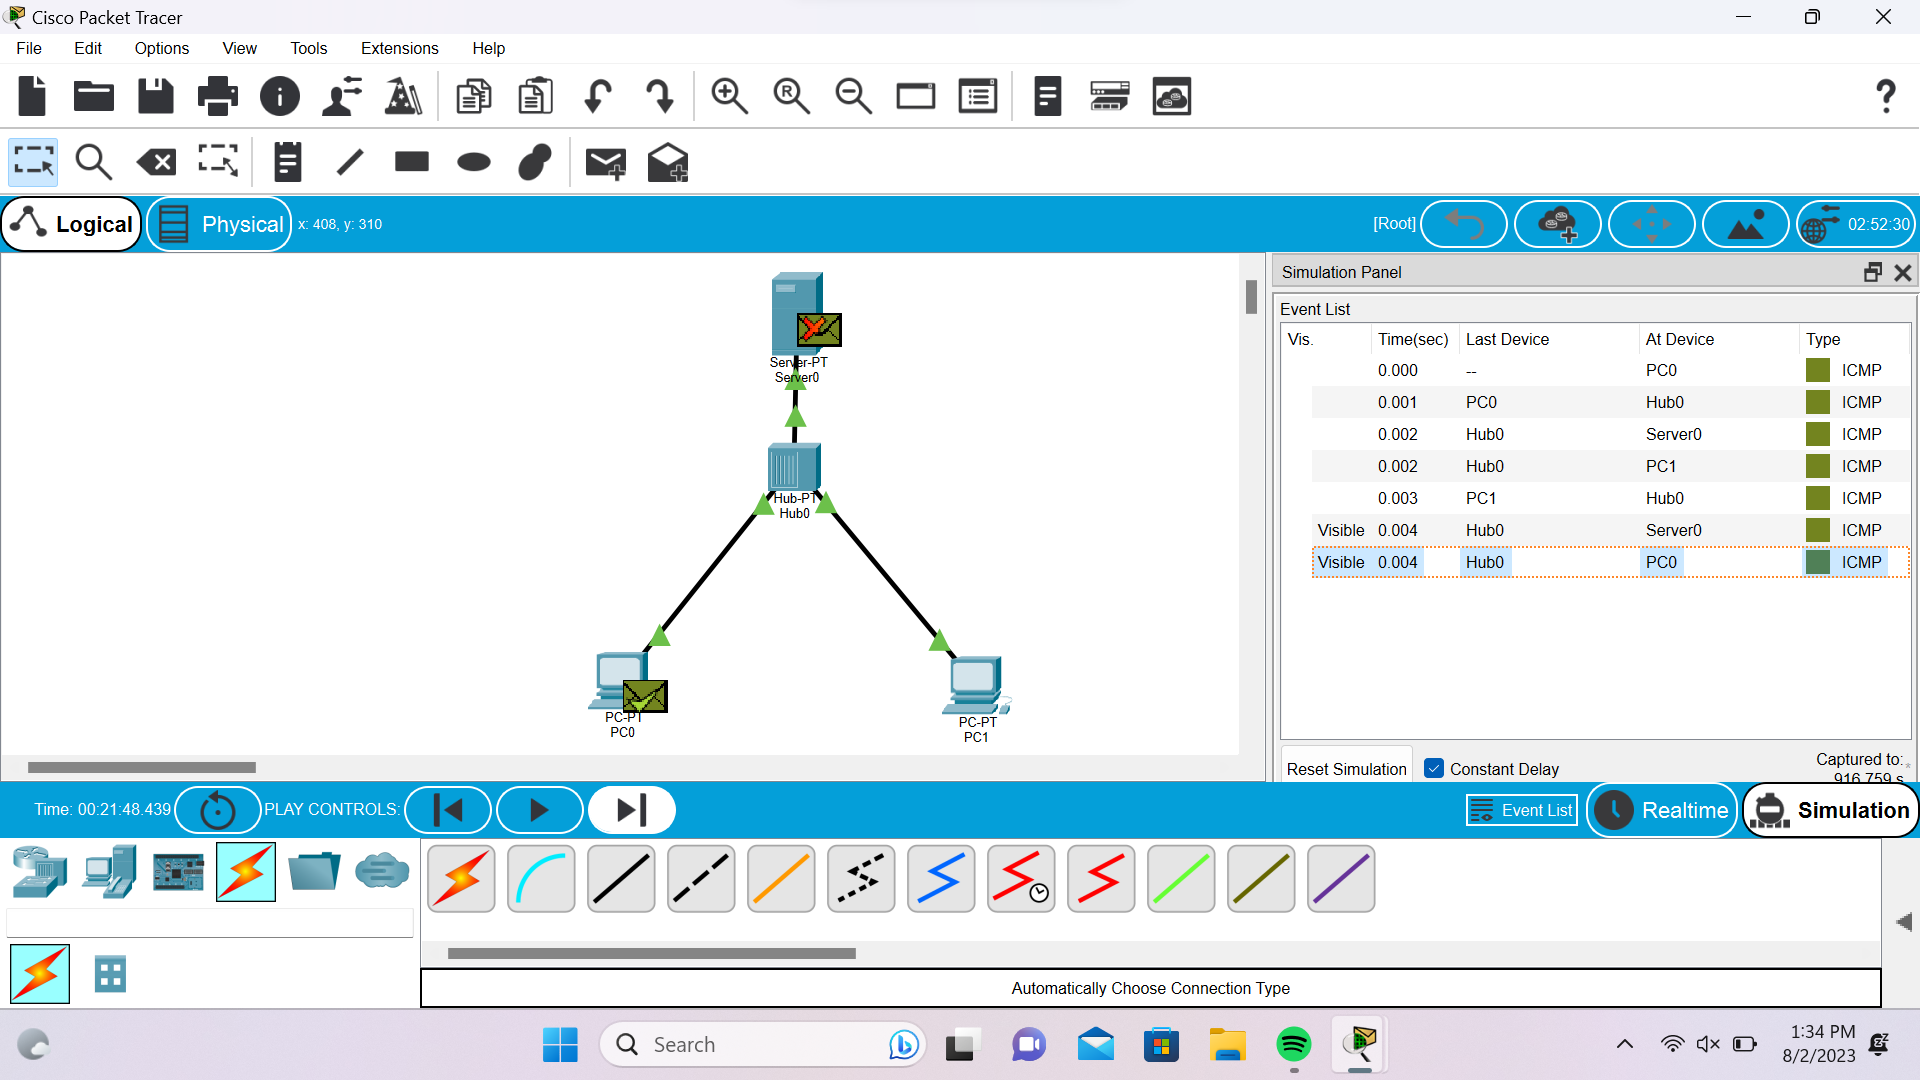 Cisco Packet Tracer
File Edit Options View Tools Extensions Help
Logical Physical x: 408, y: 310 [Root] 02:52:30
Simulation Panel
Event List
Vis. Time(sec) Last Device At Device Type
0.000 -- PC0 ICMP
0.001 PC0 Hub0 ICMP
0.002 Hub0 Server0 ICMP
0.002 Hub0 PC1 ICMP
0.003 PC1 Hub0 ICMP
Visible 0.004 Hub0 Server0 ICMP
Visible 0.004 Hub0 PC0 ICMP
Server-PT
Server0
Hub-PT
Hub0
PC-PT
PC0
PC-PT
PC1
Reset Simulation Constant Delay Captured to:*
916.759 s
Time: 00:21:48.439 PLAY CONTROLS: Event List Realtime Simulation
Automatically Choose Connection Type
Search
1:34 PM
8/2/2023